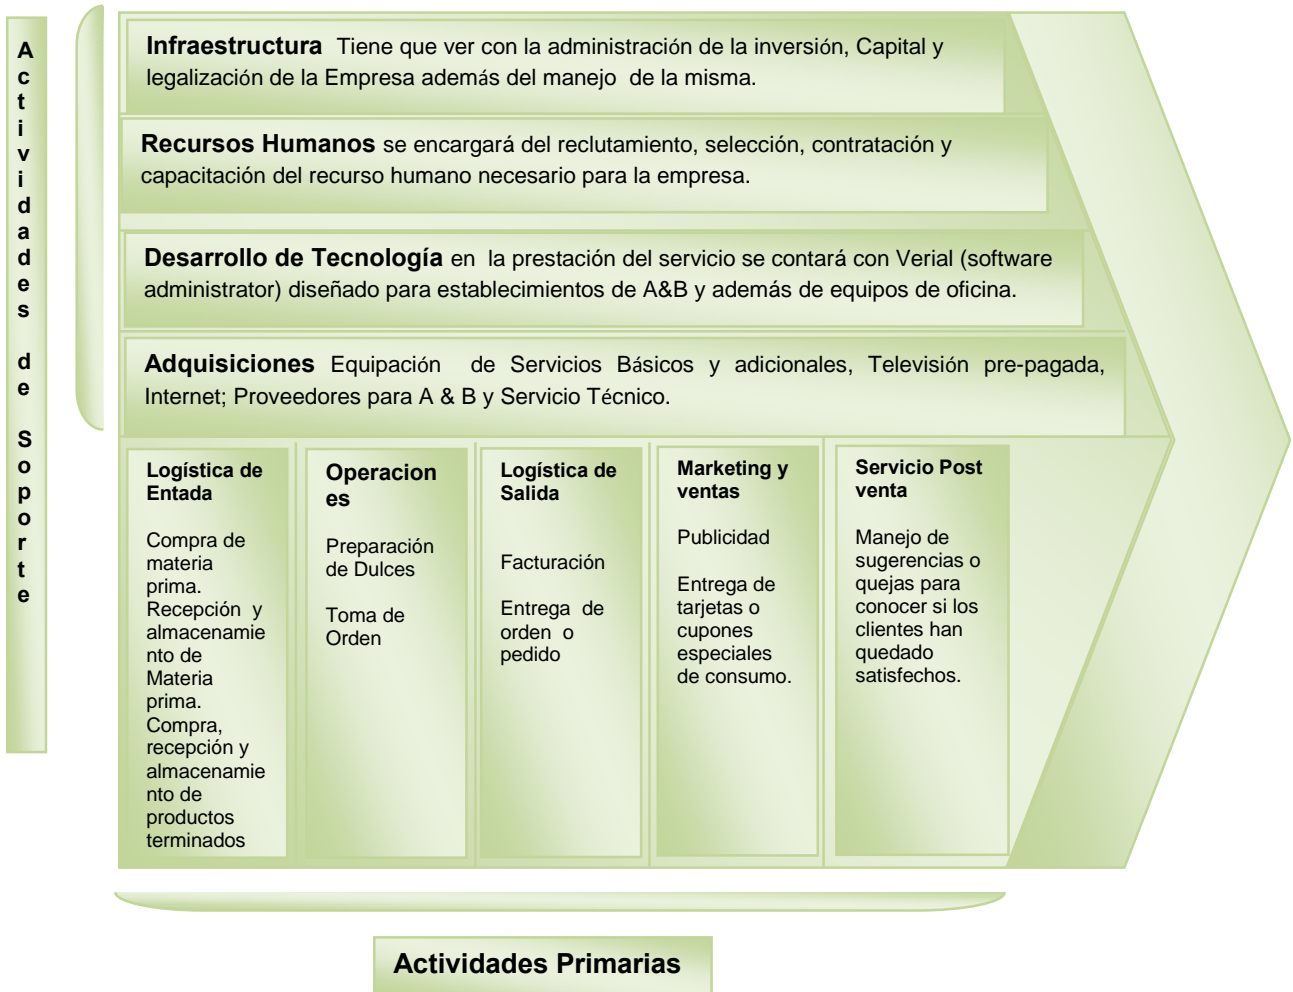 Actividades de Soporte
Infraestructura Tiene que ver con la administración de la inversión, Capital y
legalización de la Empresa además del manejo de la misma.
Recursos Humanos se encargará del reclutamiento, selección, contratación y
capacitación del recurso humano necesario para la empresa.
Desarrollo de Tecnología en la prestación del servicio se contará con Verial (software
administrator) diseñado para establecimientos de A&B y además de equipos de oficina.
Adquisiciones Equipación de Servicios Básicos y adicionales, Televisión pre-pagada,
Internet; Proveedores para A & B y Servicio Técnico.
Logística de
Entada
Compra de
materia
prima.
Recepción y
almacenamie
nto de
Materia
prima.
Compra,
recepción y
almacenamie
nto de
productos
terminados
Operacion
es
Preparación
de Dulces
Toma de
Orden
Logística de
Salida
Facturación
Entrega de
orden o
pedido
Marketing y
ventas
Publicidad
Entrega de
tarjetas o
cupones
especiales
de consumo.
Servicio Post
venta
Manejo de
sugerencias o
quejas para
conocer si los
clientes han
quedado
satisfechos.
Actividades Primarias